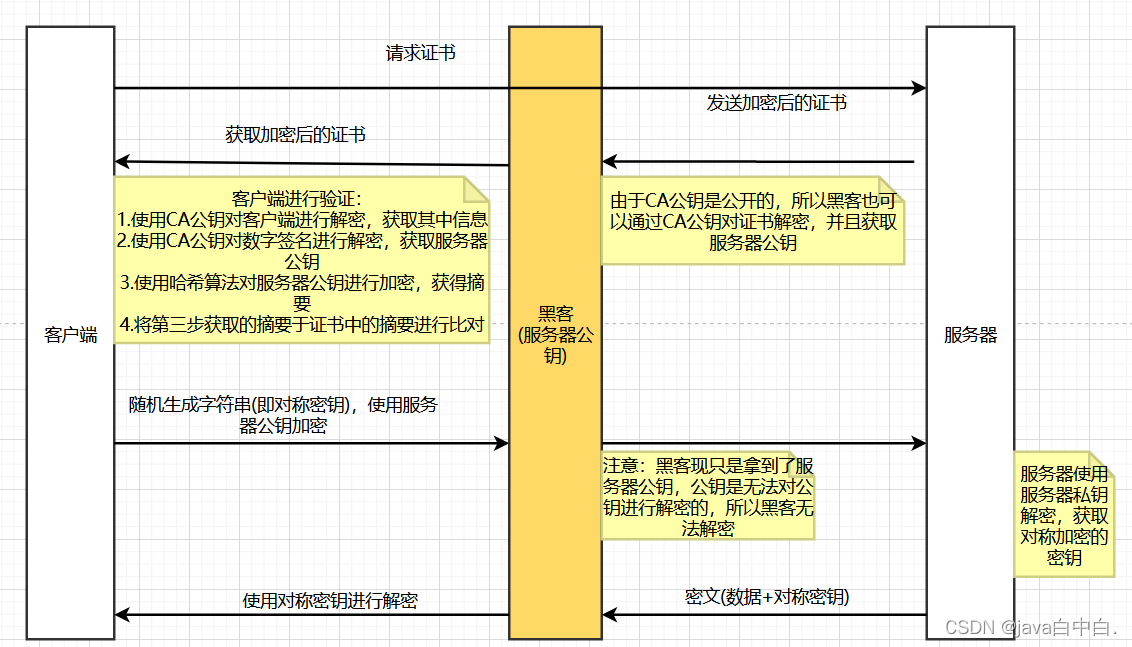 请求证书
发送加密后的证书
获取加密后的证书
客户端进行验证：
1.使用CA公钥对客户端进行解密，获取其中信息
2.使用CA公钥对数字签名进行解密，获取服务器
公钥
3.使用哈希算法对服务器公钥进行加密，获得摘
要
4.将第三步获取的摘要于证书中的摘要进行比对
由于CA公钥是公开的，所以黑客也可
以通过CA公钥对证书解密，并且获取
服务器公钥
客户端
黑客
(服务器公
钥)
服务器
随机生成字符串(即对称密钥)，使用服务
器公钥加密
注意：黑客现只是拿到了服
务器公钥，公钥是无法对公
钥进行解密的，所以黑客无
法解密
服务器使用
服务器私钥
解密，获取
对称加密的
密钥
使用对称密钥进行解密
密文(数据+对称密钥)
CSDN @java白中白.